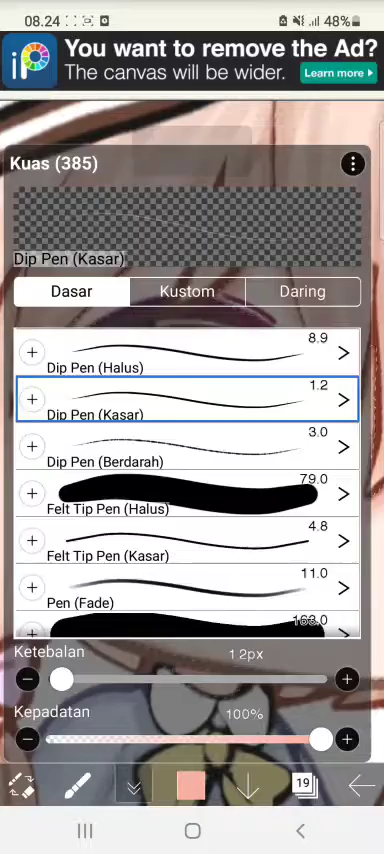 08.24
48%
You want to remove the Ad?
The canvas will be wider.
Learn more
iP
Kuas (385)
Dip Pen (Kasar)
Dasar
Kustom
Daring
8.9
Dip Pen (Halus)
1.2
Dip Pen (Kasar)
3.0
Dip Pen (Berdarah)
79.0
Felt Tip Pen (Halus)
4.8
Felt Tip Pen (Kasar)
11.0
Pen (Fade)
Ketebalan
1 2px
Kepadatan
100%
19